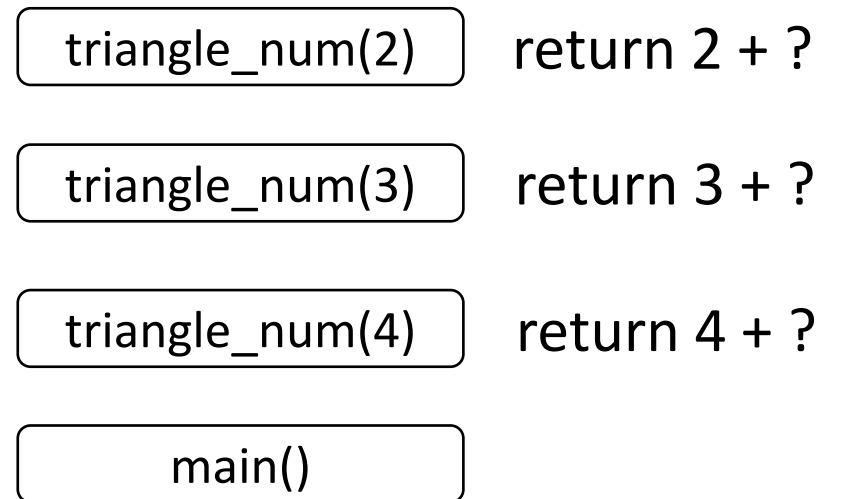 triangle_num(2) return 2 + ?
triangle_num(3) return 3 + ?
triangle_num(4) return 4 + ?
main()